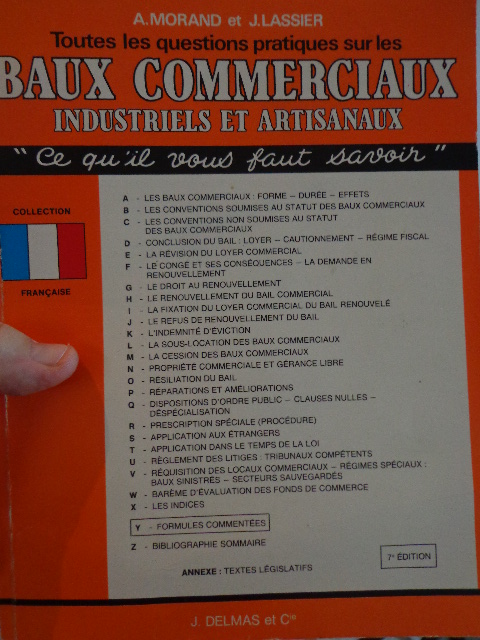 A.MORAND et J.LASSIER
Toutes les questions pratiques sur les
BAUX COMMERCIAUX
INDUSTRIELS ET ARTISANAUX
"Ce qu'il vous faut savoir"
COLLECTION
FRANÇAISE
A - LES BAUX COMMERCIAUX : FORME – DURÉE – EFFETS
B - LES CONVENTIONS SOUMISES AU STATUT DES BAUX COMMERCIAUX
C - LES CONVENTIONS NON SOUMISES AU STATUT
DES BAUX COMMERCIAUX
D - CONCLUSION DU BAIL : LOYER – CAUTIONNEMENT – RÉGIME FISCAL
E - LA RÉVISION DU LOYER COMMERCIAL
F - LE CONGÉ ET SES CONSÉQUENCES – LA DEMANDE EN
RENOUVELLEMENT
G - LE DROIT AU RENOUVELLEMENT
H - LE RENOUVELLEMENT DU BAIL COMMERCIAL
I - LA FIXATION DU LOYER COMMERCIAL DU BAIL RENOUVELÉ
J - LE REFUS DE RENOUVELLEMENT DU BAIL
K - L'INDEMNITÉ D'ÉVICTION
L - LA SOUS-LOCATION DES BAUX COMMERCIAUX
M - LA CESSION DES BAUX COMMERCIAUX
N - PROPRIÉTÉ COMMERCIALE ET GÉRANCE LIBRE
O - RÉSILIATION DU BAIL
P - RÉPARATIONS ET AMÉLIORATIONS
Q - DISPOSITIONS D'ORDRE PUBLIC – CLAUSES NULLES –
DÉSPÉCIALISATION
R - PRESCRIPTION SPÉCIALE (PROCÉDURE)
S - APPLICATION AUX ÉTRANGERS
T - APPLICATION DANS LE TEMPS DE LA LOI
U - RÈGLEMENT DES LITIGES : TRIBUNAUX COMPÉTENTS
V - RÉQUISITION DES LOCAUX COMMERCIAUX – RÉGIMES SPÉCIAUX :
BAUX SINISTRÉS – SECTEURS SAUVEGARDÉS
W - BARÈME D'ÉVALUATION DES FONDS DE COMMERCE
X - LES INDICES
Y - FORMULES COMMENTÉES
Z - BIBLIOGRAPHIE SOMMAIRE
7e ÉDITION
ANNEXE : TEXTES LÉGISLATIFS
J. DELMAS et Cie